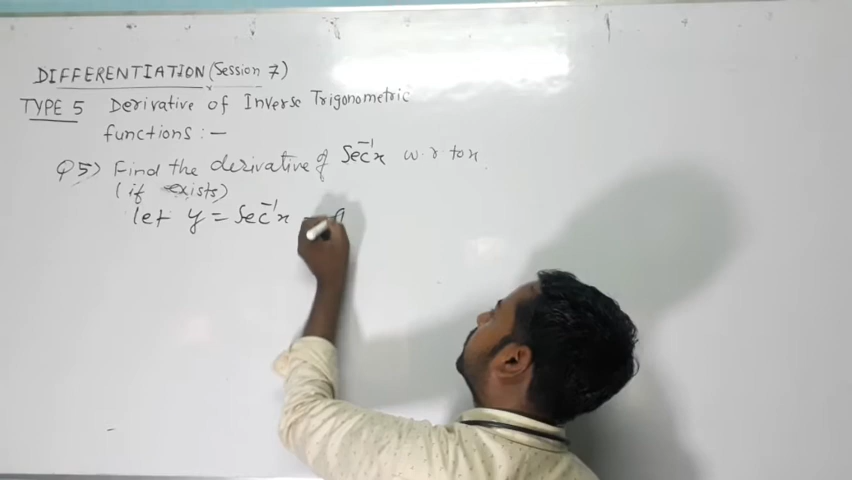 DIFFERENTIATION (Session 7)
TYPE 5 Derivative of Inverse Trigonometric
functions :-
Q5) Find the derivative of Sec⁻¹x w.r to x.
(if exists)
let y = Sec⁻¹x